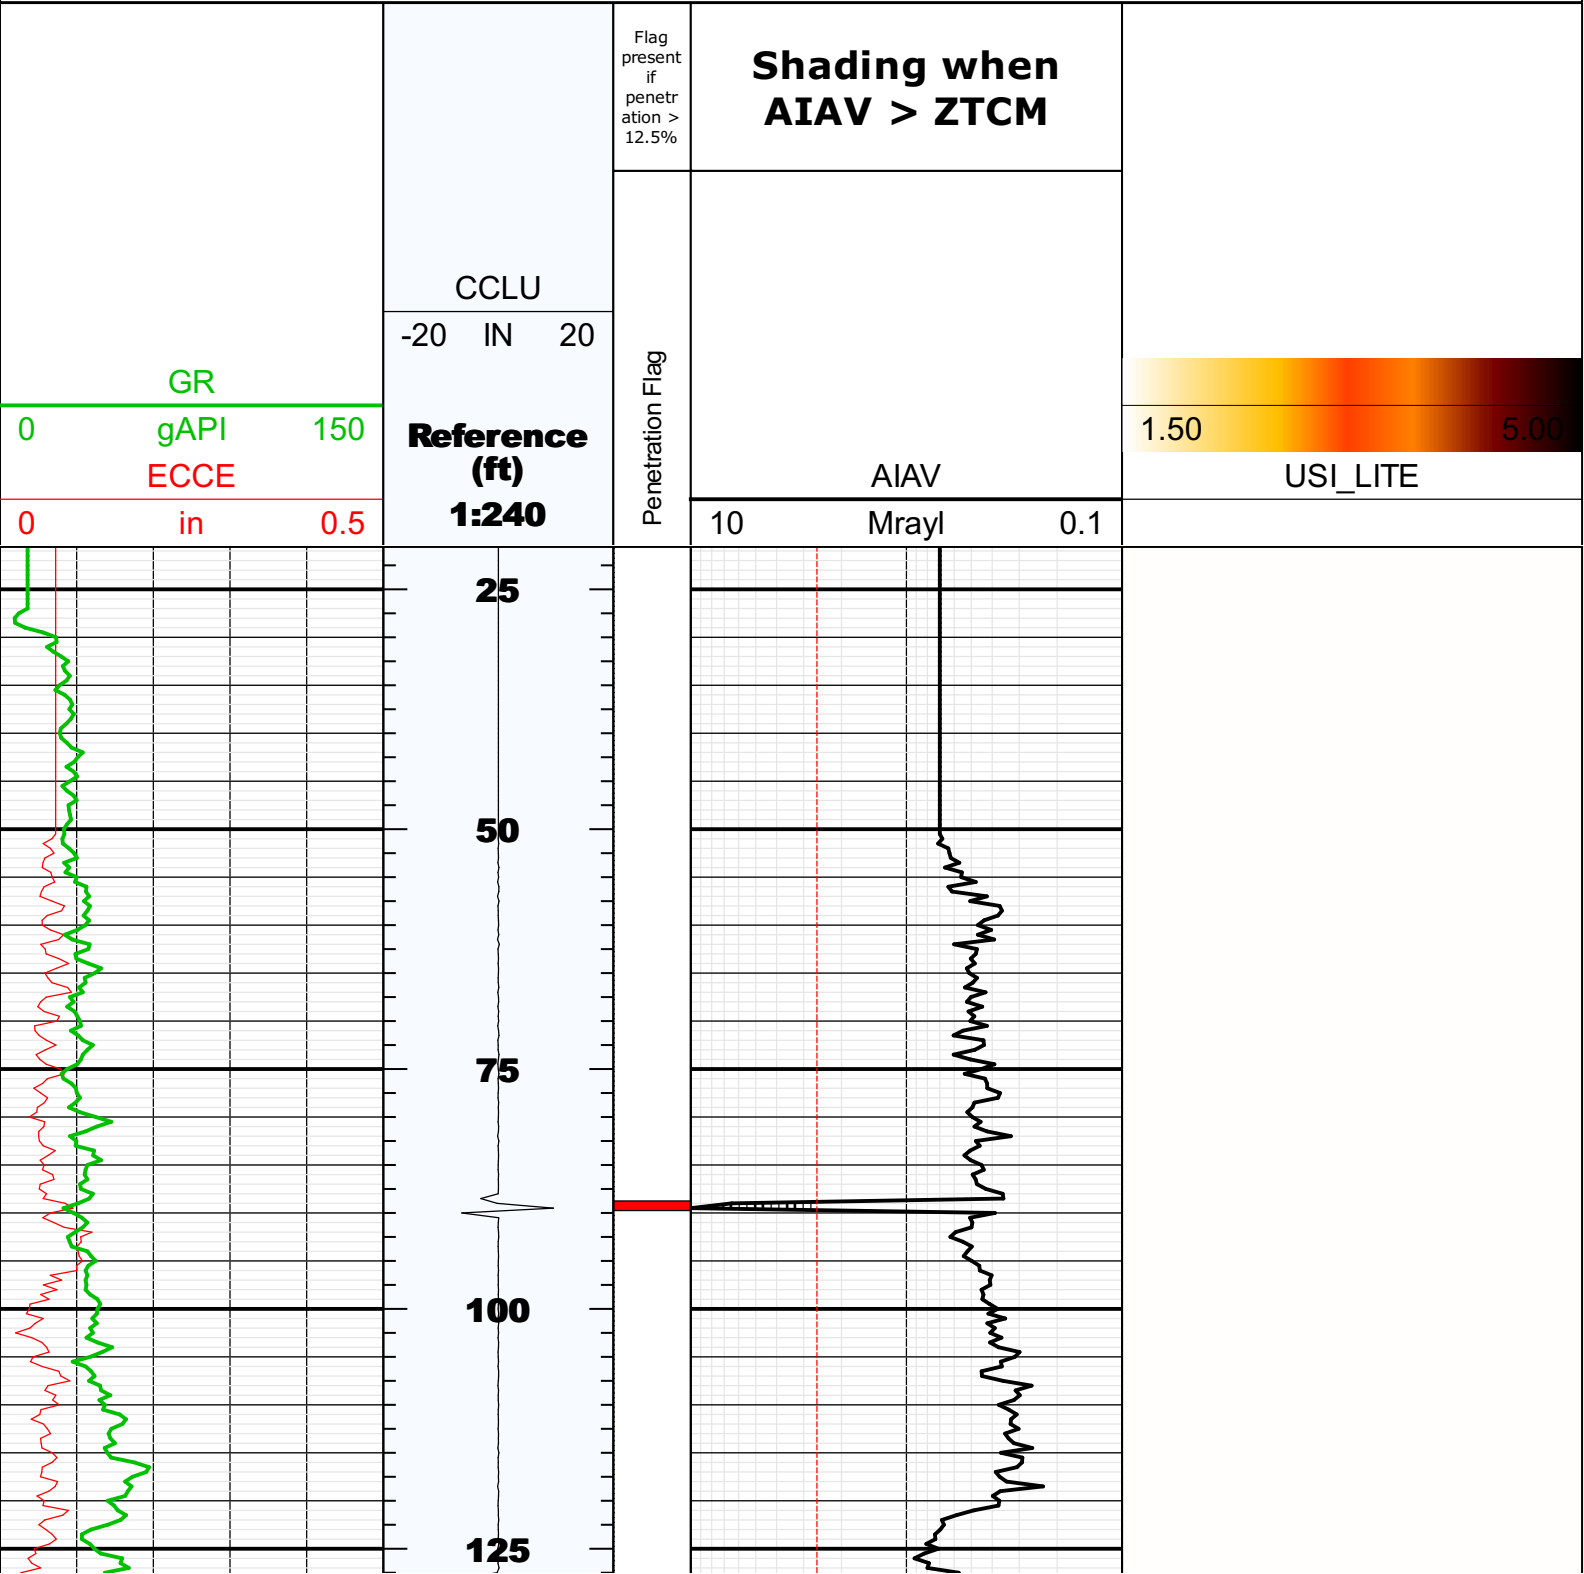 Flag
present
if
penetr
ation >
12.5%
Shading when
AIAV > ZTCM
CCLU
-20 IN 20
GR
0 gAPI 150
ECCE
0 in 0.5
Reference
(ft)
1:240
Penetration Flag
AIAV
10 Mrayl 0.1
1.50 5.00
USI_LITE
25
50
75
100
125